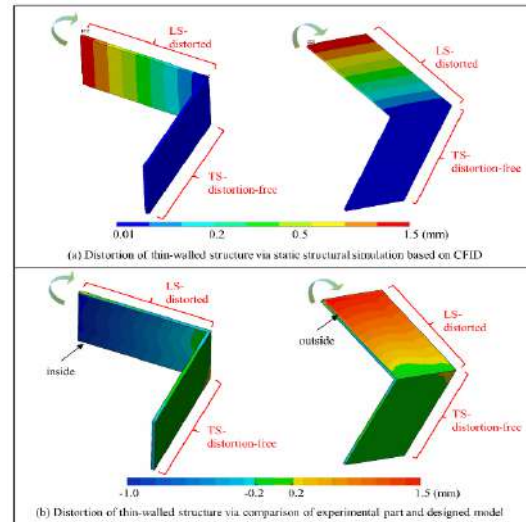 LS-
distorted
LS-
distorted
TS-
distortion-free
TS-
distortion-free
0.01 0.2 0.5 1.5 (mm)
(a) Distortion of thin-walled structure via static structural simulation based on CFID
LS-
distorted
LS-
distorted
outside
inside
TS-
distortion-free
TS-
distortion-free
-1.0 -0.2 0.2 1.5 (mm)
(b) Distortion of thin-walled structure via comparison of experimental part and designed model